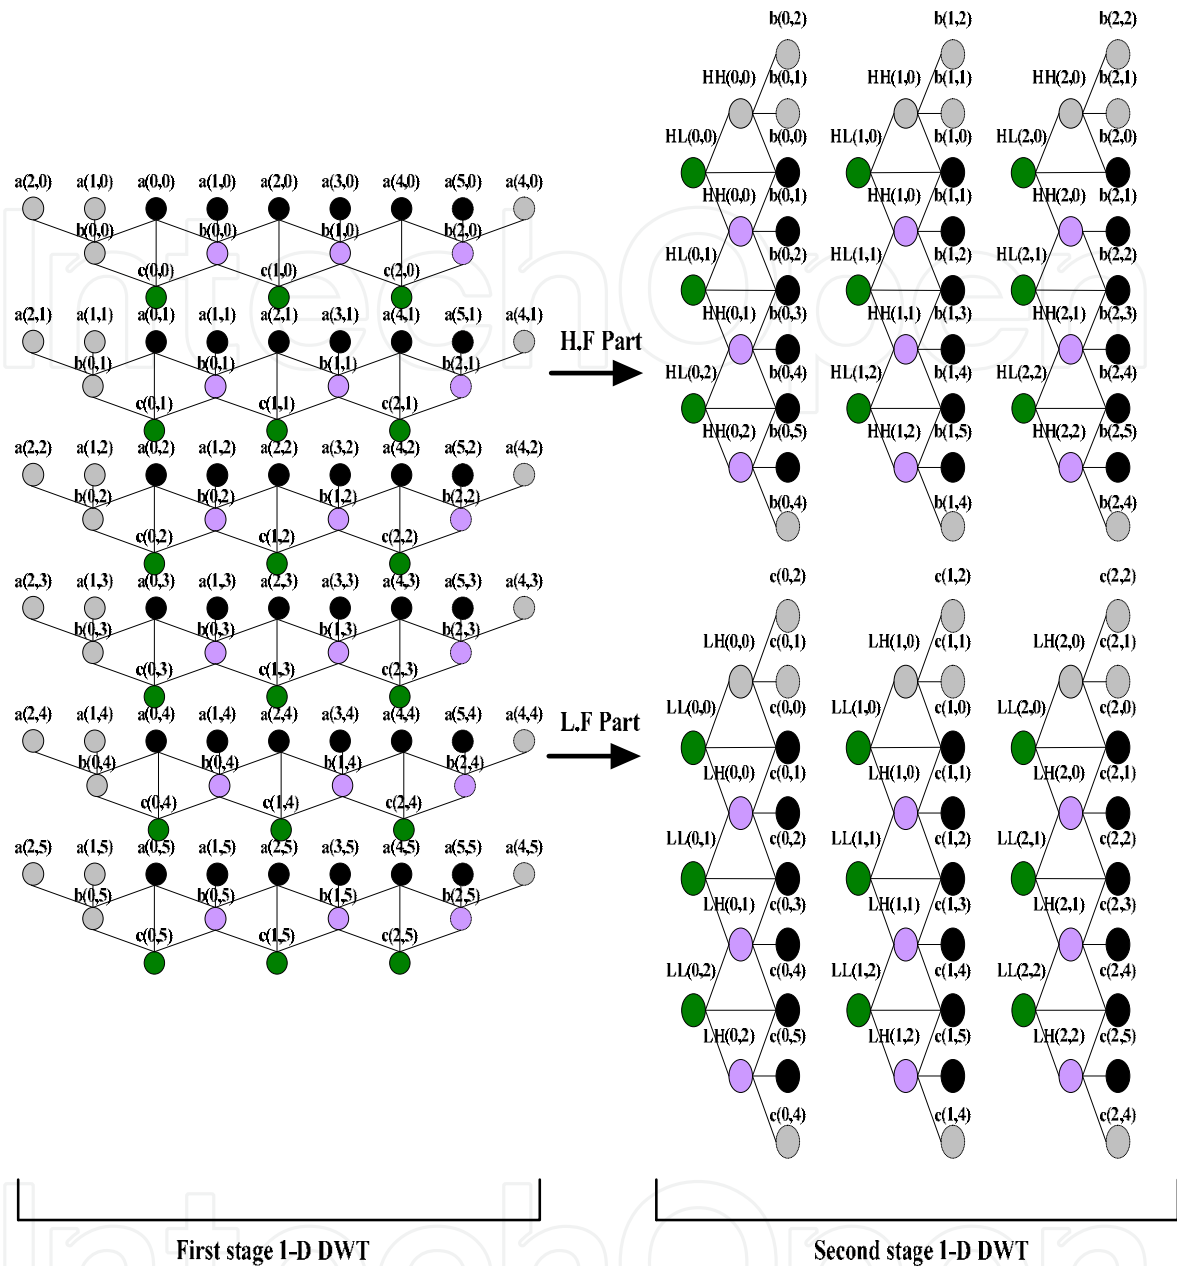 a(2,0) a(1,0) a(0,0) a(1,0) a(2,0) a(3,0) a(4,0) a(5,0) a(4,0)
b(0,0) b(0,0) b(1,0) b(2,0)
c(0,0) c(1,0) c(2,0)
a(2,1) a(1,1) a(0,1) a(1,1) a(2,1) a(3,1) a(4,1) a(5,1) a(4,1)
b(0,1) b(0,1) b(1,1) b(2,1)
c(0,1) c(1,1) c(2,1)
a(2,2) a(1,2) a(0,2) a(1,2) a(2,2) a(3,2) a(4,2) a(5,2) a(4,2)
b(0,2) b(0,2) b(1,2) b(2,2)
c(0,2) c(1,2) c(2,2)
a(2,3) a(1,3) a(0,3) a(1,3) a(2,3) a(3,3) a(4,3) a(5,3) a(4,3)
b(0,3) b(0,3) b(1,3) b(2,3)
c(0,3) c(1,3) c(2,3)
a(2,4) a(1,4) a(0,4) a(1,4) a(2,4) a(3,4) a(4,4) a(5,4) a(4,4)
b(0,4) b(0,4) b(1,4) b(2,4)
c(0,4) c(1,4) c(2,4)
a(2,5) a(1,5) a(0,5) a(1,5) a(2,5) a(3,5) a(4,5) a(5,5) a(4,5)
b(0,5) b(0,5) b(1,5) b(2,5)
c(0,5) c(1,5) c(2,5)
First stage 1-D DWT
H.F Part
L.F Part
b(0,2) b(1,2) b(2,2)
HH(0,0) b(0,1) HH(1,0) b(1,1) HH(2,0) b(2,1)
HL(0,0) b(0,0) HL(1,0) b(1,0) HL(2,0) b(2,0)
HH(0,0) b(0,1) HH(1,0) b(1,1) HH(2,0) b(2,1)
HL(0,1) b(0,2) HL(1,1) b(1,2) HL(2,1) b(2,2)
HH(0,1) b(0,3) HH(1,1) b(1,3) HH(2,1) b(2,3)
HL(0,2) b(0,4) HL(1,2) b(1,4) HL(2,2) b(2,4)
HH(0,2) b(0,5) HH(1,2) b(1,5) HH(2,2) b(2,5)
b(0,4) b(1,4) b(2,4)
c(0,2) c(1,2) c(2,2)
LH(0,0) c(0,1) LH(1,0) c(1,1) LH(2,0) c(2,1)
LL(0,0) c(0,0) LL(1,0) c(1,0) LL(2,0) c(2,0)
LH(0,0) c(0,1) LH(1,0) c(1,1) LH(2,0) c(2,1)
LL(0,1) c(0,2) LL(1,1) c(1,2) LL(2,1) c(2,2)
LH(0,1) c(0,3) LH(1,1) c(1,3) LH(2,1) c(2,3)
LL(0,2) c(0,4) LL(1,2) c(1,4) LL(2,2) c(2,4)
LH(0,2) c(0,5) LH(1,2) c(1,5) LH(2,2) c(2,5)
c(0,4) c(1,4) c(2,4)
Second stage 1-D DWT
IntechOpen
IntechOpen